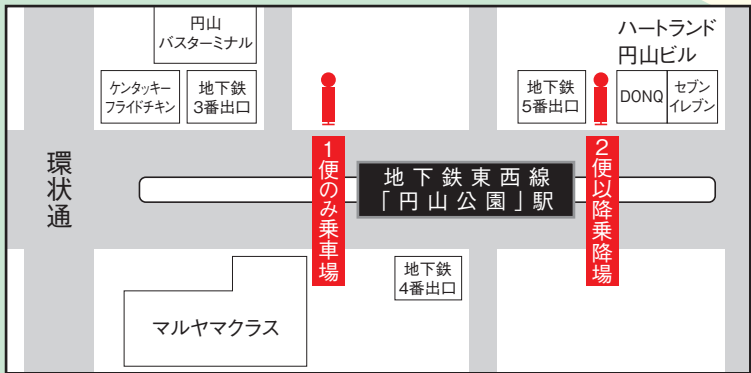 円山
バスターミナル
ハートランド
円山ビル
ケンタッキー
フライドチキン
地下鉄
3番出口
地下鉄
5番出口
DONQ
セブン
イレブン
環状通
1便のみ乗車場
地下鉄東西線
「円山公園」駅
2便以降乗降場
地下鉄
4番出口
マルヤマクラス